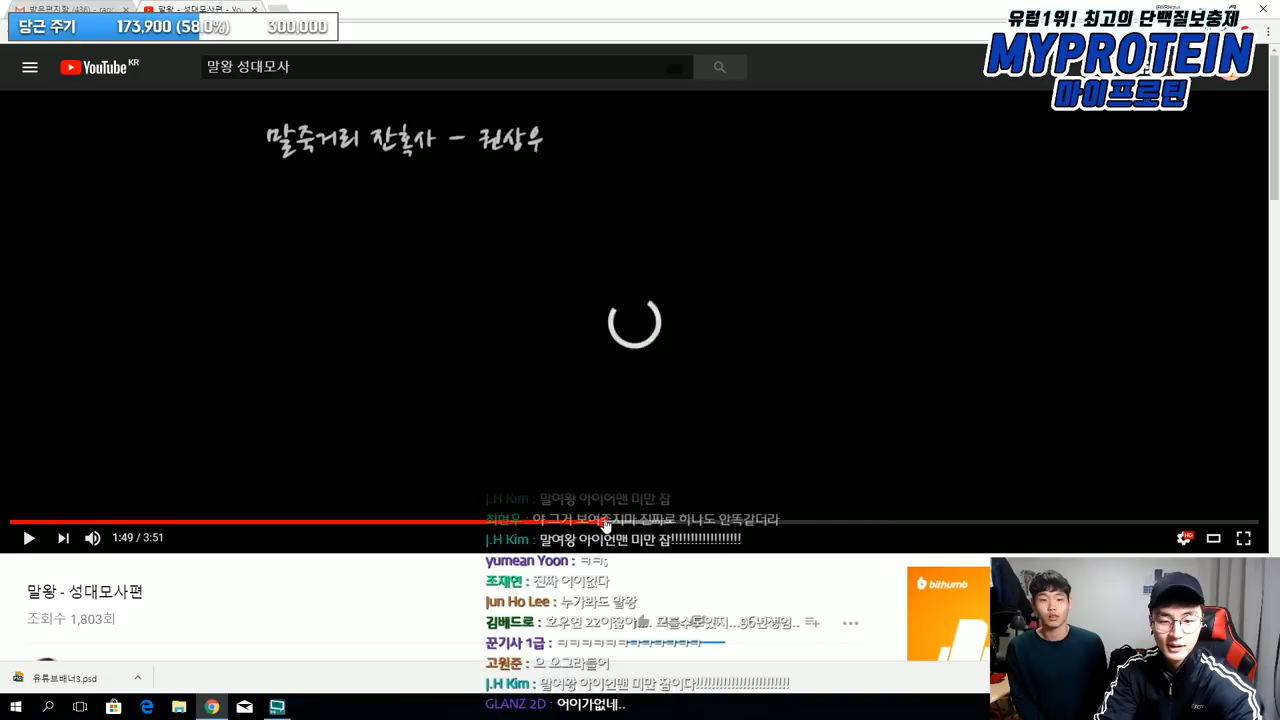 당근 주기 173,900 (58.0%) 300,000
유럽1위! 최고의 단백질보충제
MYPROTEIN
마이프로틴
YouTube KR
말왕 성대모사
말죽거리 잔혹사 - 권상우
J.H Kim : 말여왕 아이언맨 미만 잡
최현우 : 야 그거 보여주지마 진짜로 하나도 안똑같더라
1:49 / 3:51
HD
J.H Kim : 말여왕 아이언맨 미만 잡!!!!!!!!!!!!!!!!!!
yumean Yoon : ㅋㅋ;
말왕 - 성대모사편
조회수 1,803회
조재연 : 진짜 어이없다
Jun Ho Lee : 누가봐도 말왕
김베드로 : 호우연 22이잖아
꾼기사 1급 : ㅋㅋㅋㅋㅋㅋㅋㅋㅋㅋㅋㅋㅋ
고원준 : 으 오그라들어
J.H Kim : 말여왕 아이언맨 미만 잡이다!!!!!!!!!!!!!!!!!!!!!!!!
GLANZ 2D : 어이가없네..
bithumb
유튜브배너3.psd